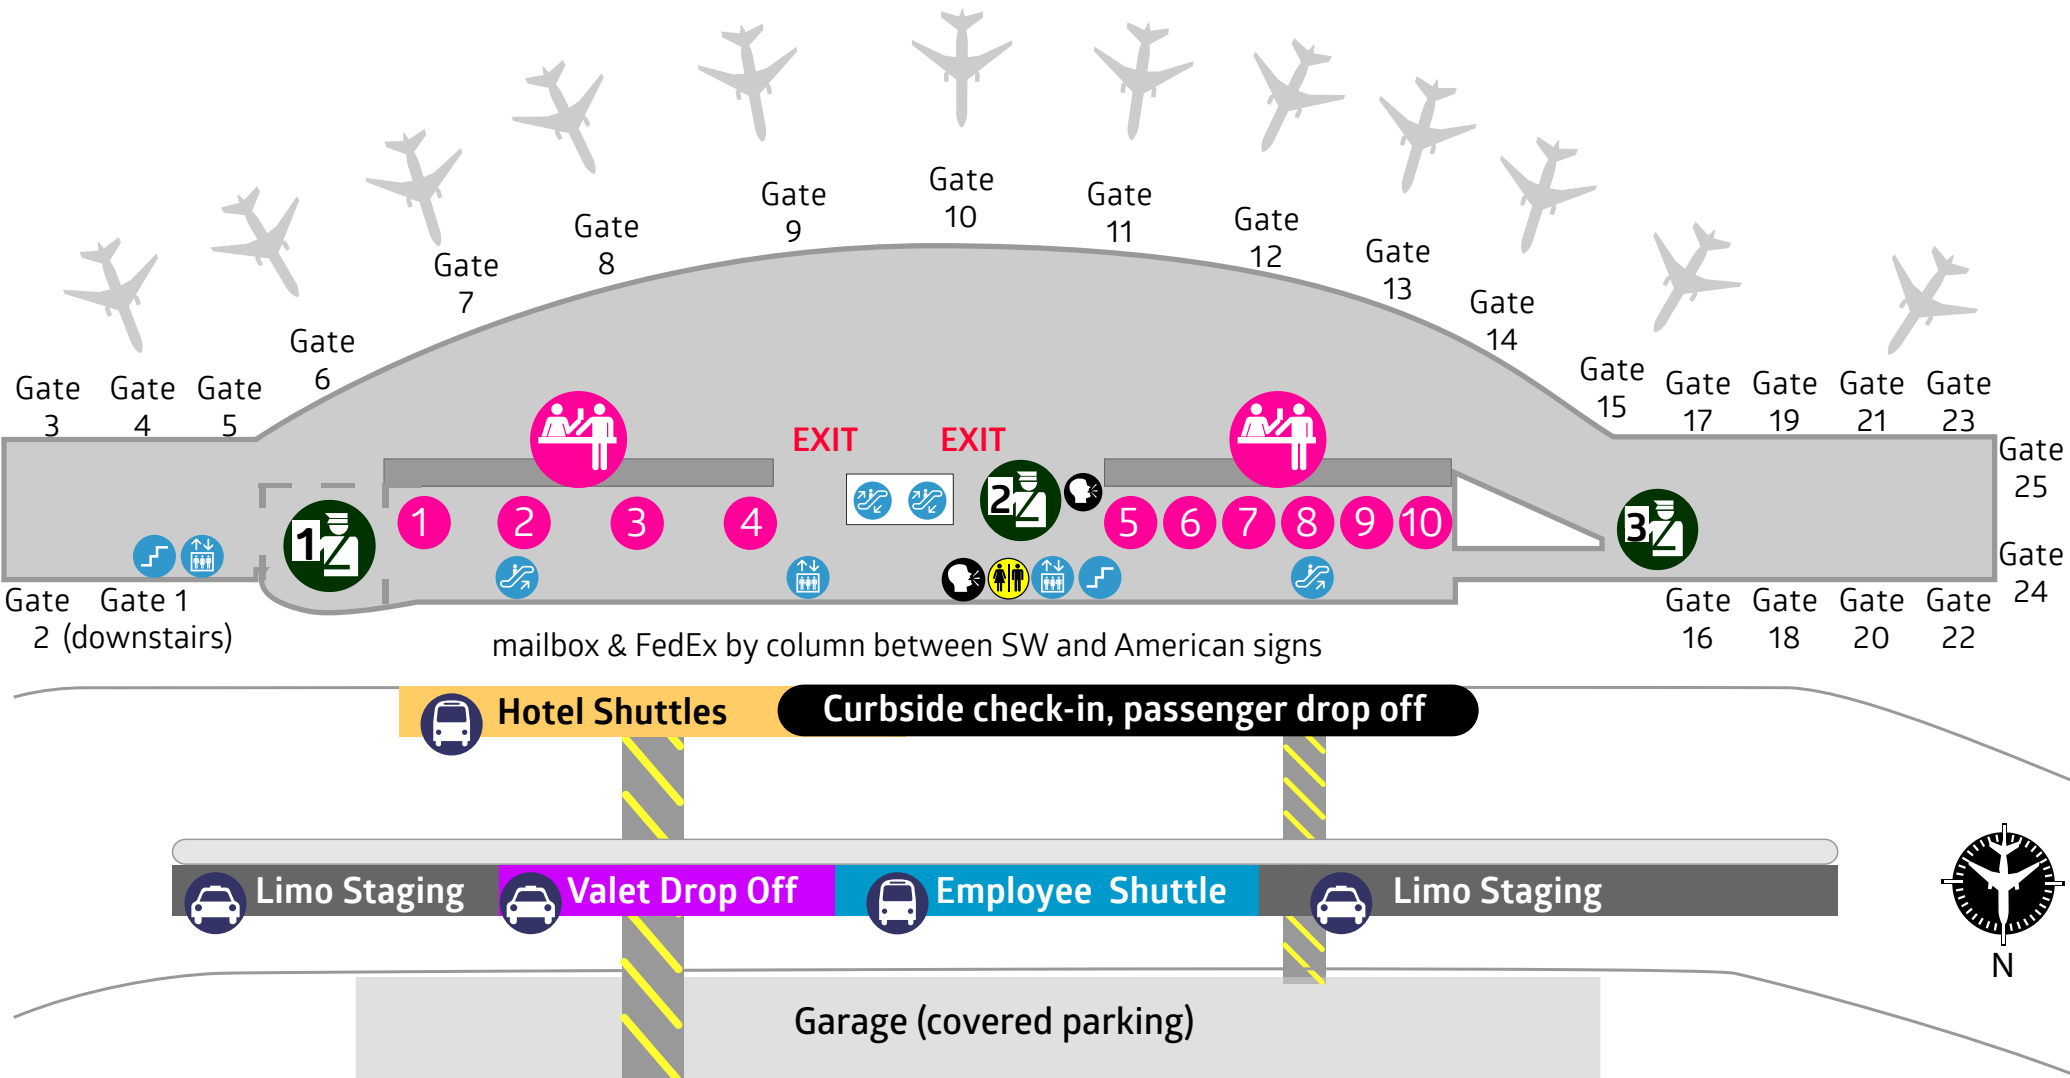 Gate
3
Gate
4
Gate
5
Gate
6
Gate
7
Gate
8
Gate
9
Gate
10
Gate
11
Gate
12
Gate
13
Gate
14
Gate
15
Gate
17
Gate
19
Gate
21
Gate
23
Gate
25
Gate
24
EXIT
EXIT
1
1
2
3
4
2
5
6
7
8
9
10
3
Gate
2
Gate 1
(downstairs)
Gate
16
Gate
18
Gate
20
Gate
22
mailbox & FedEx by column between SW and American signs
Hotel Shuttles
Curbside check-in, passenger drop off
Limo Staging
Valet Drop Off
Employee Shuttle
Limo Staging
N
Garage (covered parking)